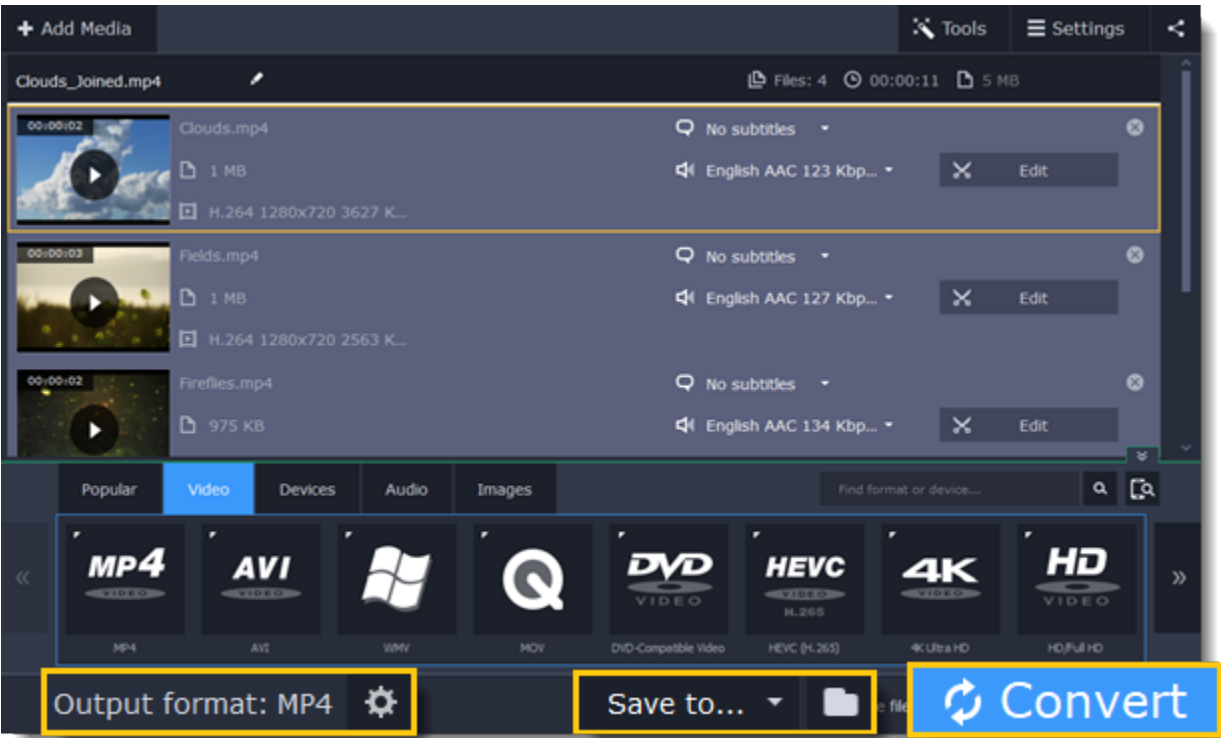 Add Media
Tools
Settings
Clouds_Joined.mp4
Files: 4
00:00:11
5 MB
00:00:02
Clouds.mp4
No subtitles
1 MB
English AAC 123 Kbp...
Edit
H.264 1280x720 3627 K...
00:00:03
Fields.mp4
No subtitles
1 MB
English AAC 127 Kbp...
Edit
H.264 1280x720 2563 K...
00:00:02
Fireflies.mp4
No subtitles
975 KB
English AAC 134 Kbp...
Edit
Popular
Video
Devices
Audio
Images
Find format or device...
MP4
VIDEO
AVI
VIDEO
DVD
VIDEO
HEVC
VIDEO
H.265
4K
VIDEO
HD
VIDEO
MP4
AVI
WMV
MOV
DVD-Compatible Video
HEVC (H.265)
4K Ultra HD
HD/Full HD
Output format: MP4
Save to...
Convert